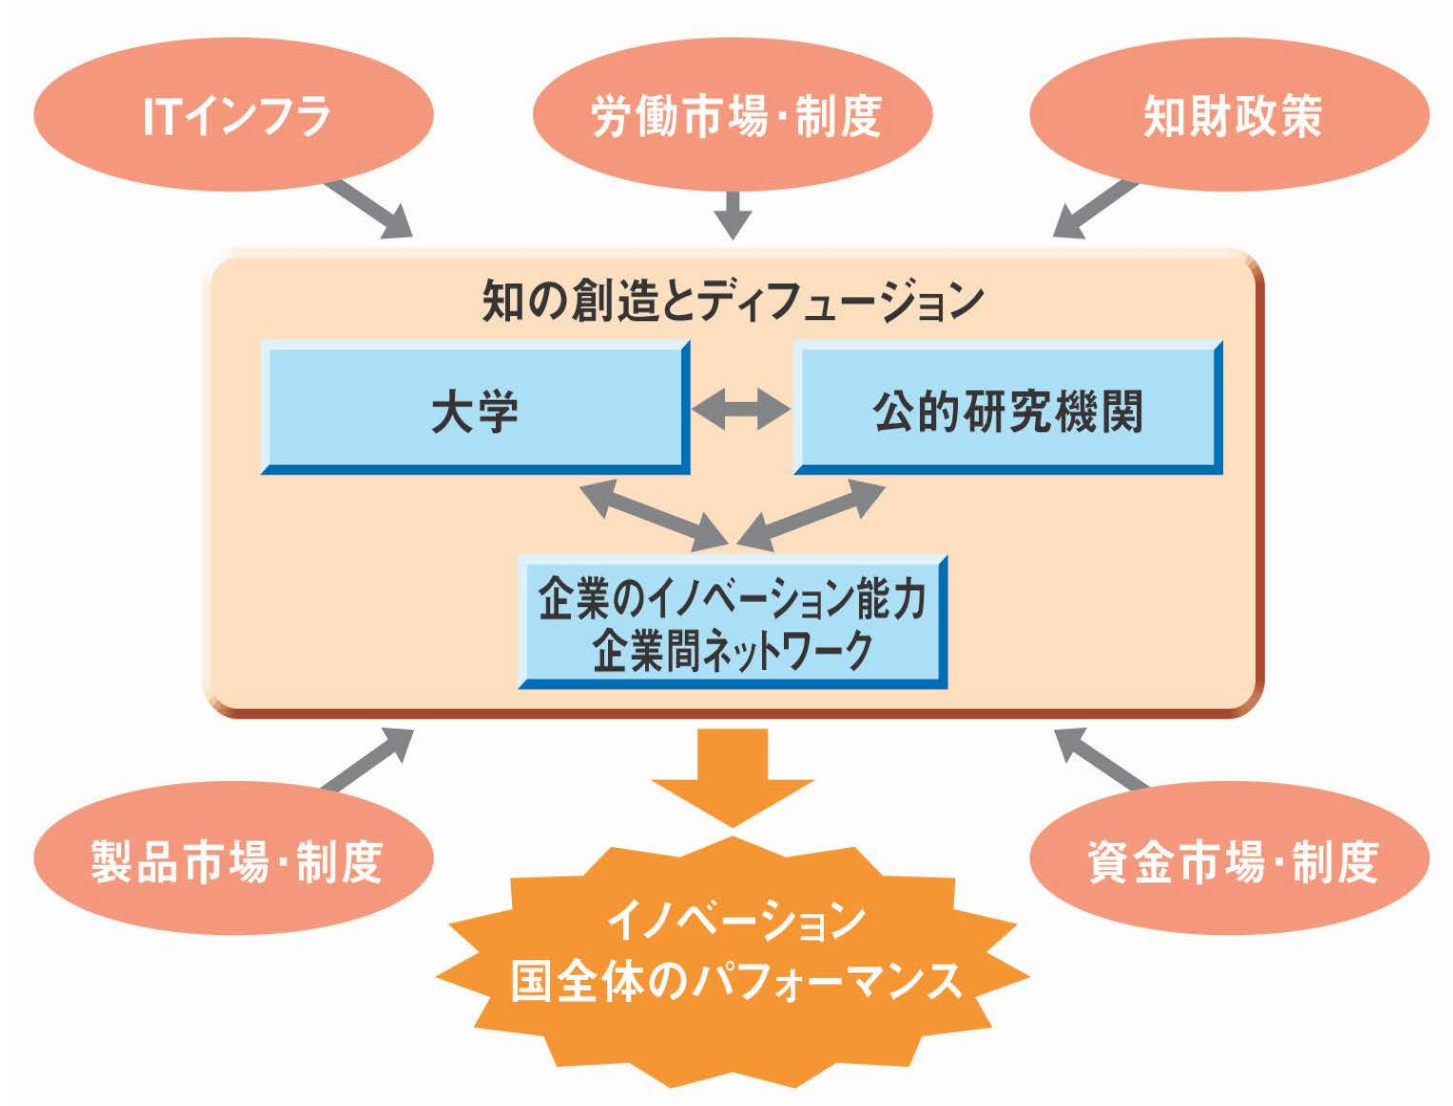 ITインフラ
労働市場・制度
知財政策
知の創造とディフュージョン
大学
公的研究機関
企業のイノベーション能力
企業間ネットワーク
製品市場・制度
資金市場・制度
イノベーション
国全体のパフォーマンス